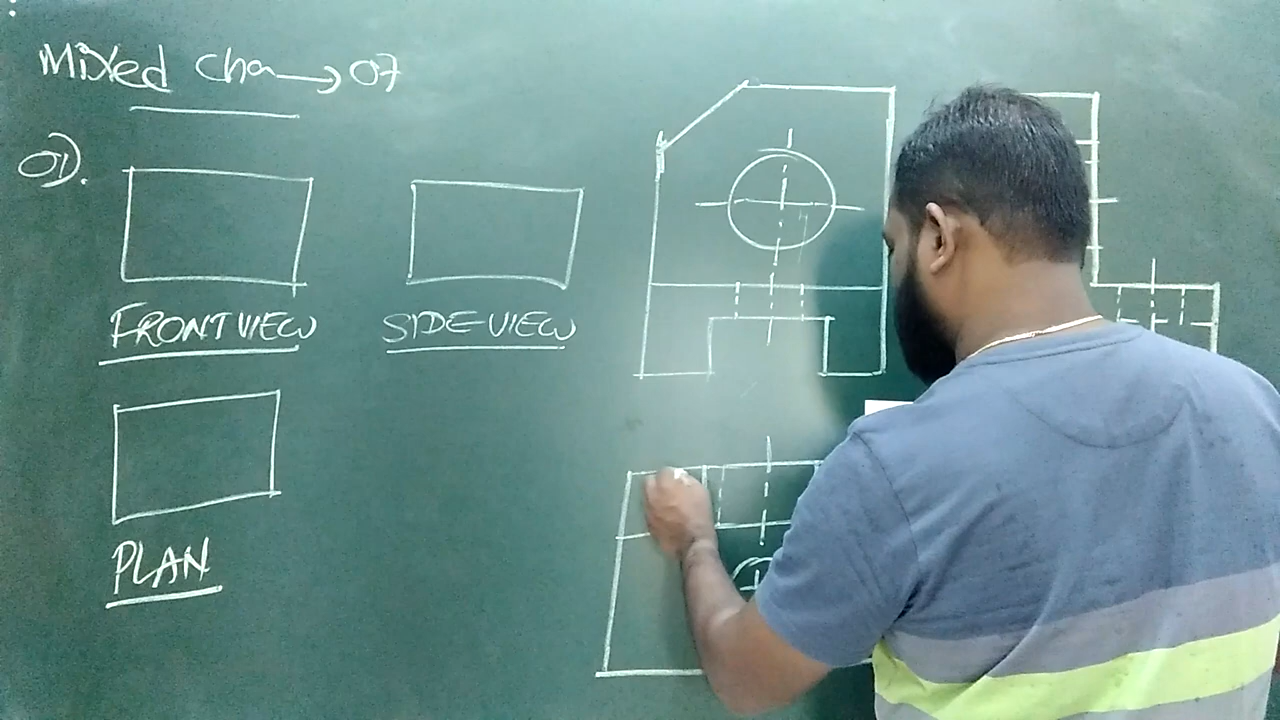 Mixed Cha → 07
01).
FRONT VIEW
SIDE-VIEW
PLAN